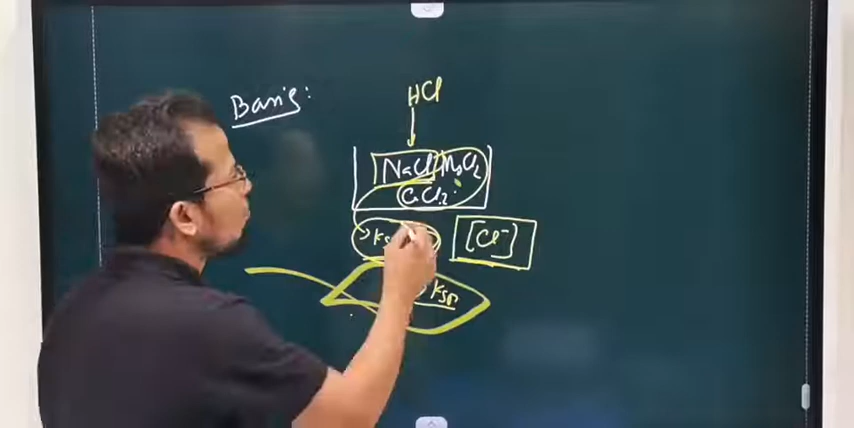 Basis:
HCl
NaCl MgCl2
CaCl2
[Cl-]
Ksp